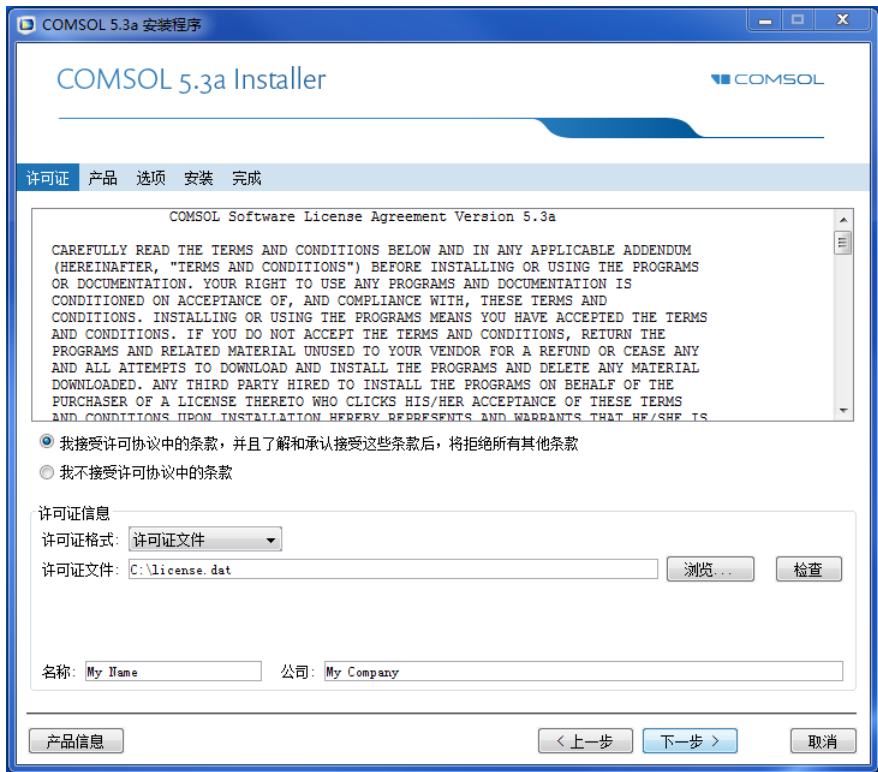 COMSOL 5.3a 安装程序
COMSOL 5.3a Installer
COMSOL
许可证 产品 选项 安装 完成
COMSOL Software License Agreement Version 5.3a
CAREFULLY READ THE TERMS AND CONDITIONS BELOW AND IN ANY APPLICABLE ADDENDUM
(HEREINAFTER, "TERMS AND CONDITIONS") BEFORE INSTALLING OR USING THE PROGRAMS
OR DOCUMENTATION. YOUR RIGHT TO USE ANY PROGRAMS AND DOCUMENTATION IS
CONDITIONED ON ACCEPTANCE OF, AND COMPLIANCE WITH, THESE TERMS AND
CONDITIONS. INSTALLING OR USING THE PROGRAMS MEANS YOU HAVE ACCEPTED THE TERMS
AND CONDITIONS. IF YOU DO NOT ACCEPT THE TERMS AND CONDITIONS, RETURN THE
PROGRAMS AND RELATED MATERIAL UNUSED TO YOUR VENDOR FOR A REFUND OR CEASE ANY
AND ALL ATTEMPTS TO DOWNLOAD AND INSTALL THE PROGRAMS AND DELETE ANY MATERIAL
DOWNLOADED. ANY THIRD PARTY HIRED TO INSTALL THE PROGRAMS ON BEHALF OF THE
PURCHASER OF A LICENSE THERETO WHO CLICKS HIS/HER ACCEPTANCE OF THESE TERMS
AND CONDITIONS UPON INSTALLATION HEREBY REPRESENTS AND WARRANTS THAT HE/SHE IS
我接受许可协议中的条款，并且了解和承认接受这些条款后，将拒绝所有其他条款
我不接受许可协议中的条款
许可证信息
许可证格式: 许可证文件
许可证文件: C:\license.dat 浏览... 检查
名称: My Name 公司: My Company
产品信息 < 上一步 下一步 > 取消